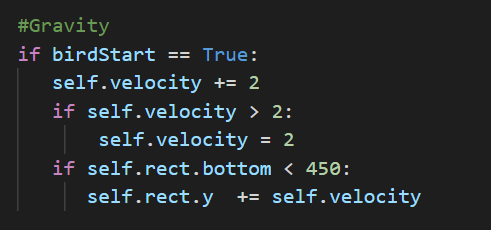 #Gravity
if birdStart == True:
   self.velocity += 2
   if self.velocity > 2:
       self.velocity = 2
   if self.rect.bottom < 450:
      self.rect.y  += self.velocity